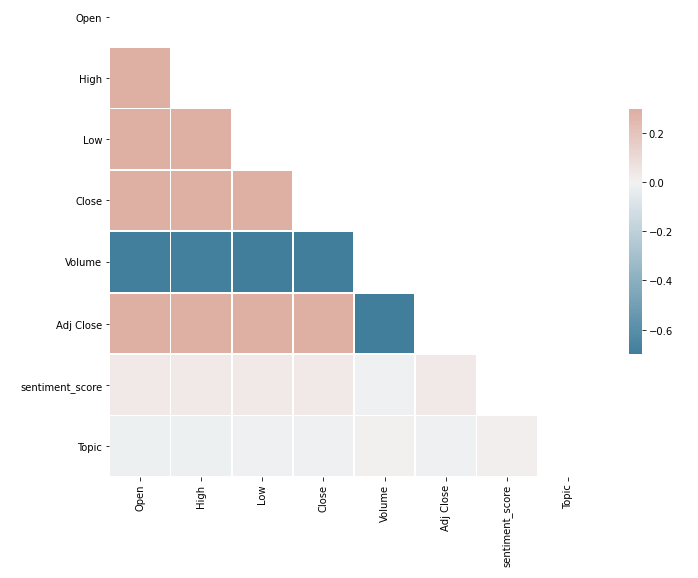 Open
High
Low
Close
Volume
Adj Close
sentiment_score
Topic
Open
High
Low
Close
Volume
Adj Close
sentiment_score
Topic
0.2
0.0
−0.2
−0.4
−0.6